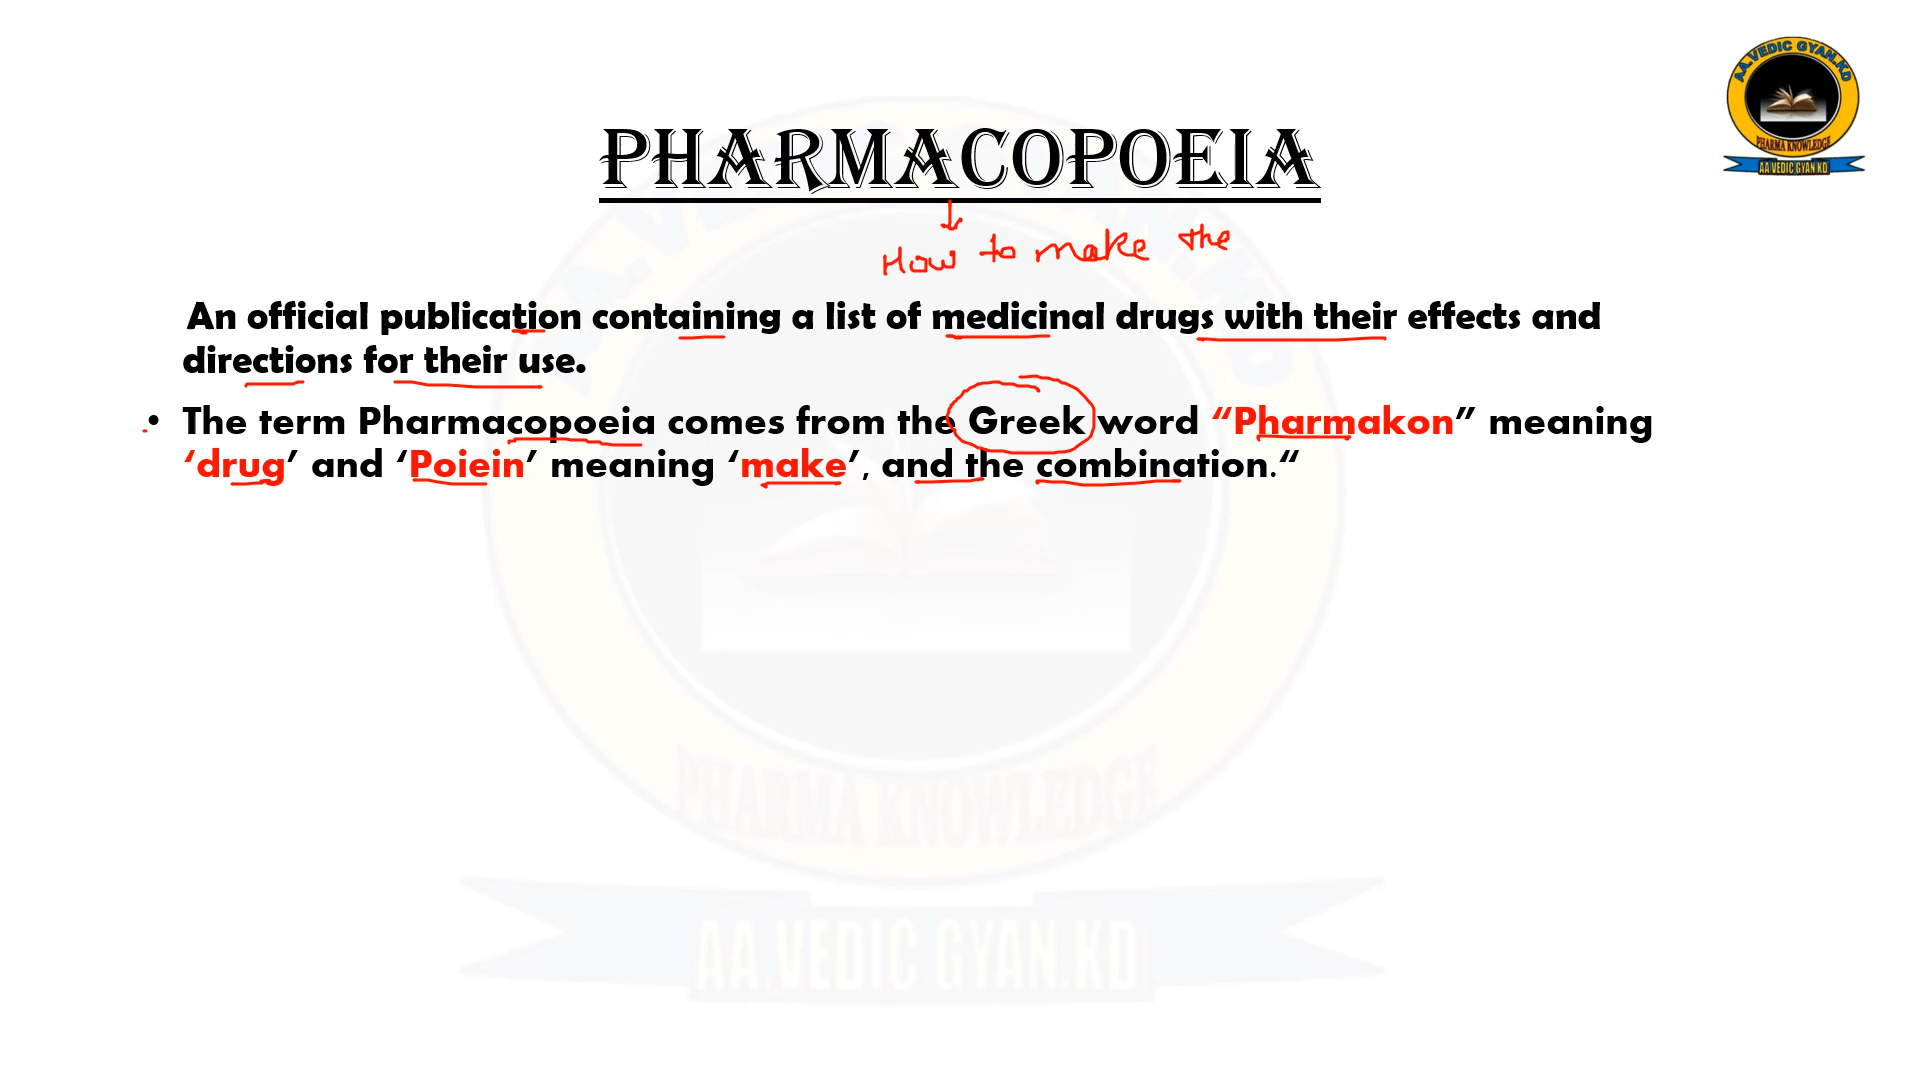 AA.VEDIC GYAN.KD
PHARMA KNOWLEDGE
AA VEDIC GYAN KD
PHARMACOPOEIA
How to make the
An official publication containing a list of medicinal drugs with their effects and
directions for their use.
• The term Pharmacopoeia comes from the Greek word “Pharmakon” meaning
‘drug’ and ‘Poiein’ meaning ‘make’, and the combination.“
PHARMA KNOWLEDGE
AA.VEDIC GYAN.KD